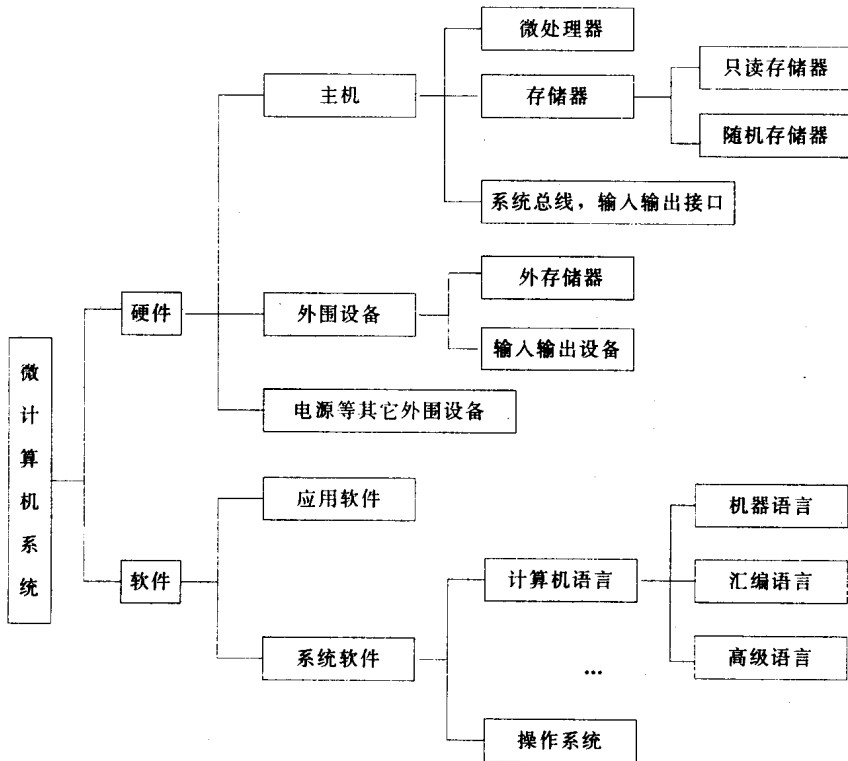 微处理器
只读存储器
主机
存储器
随机存储器
系统总线，输入输出接口
外存储器
硬件
外围设备
输入输出设备
微计算机系统
电源等其它外围设备
应用软件
机器语言
软件
计算机语言
汇编语言
系统软件
高级语言
…
操作系统